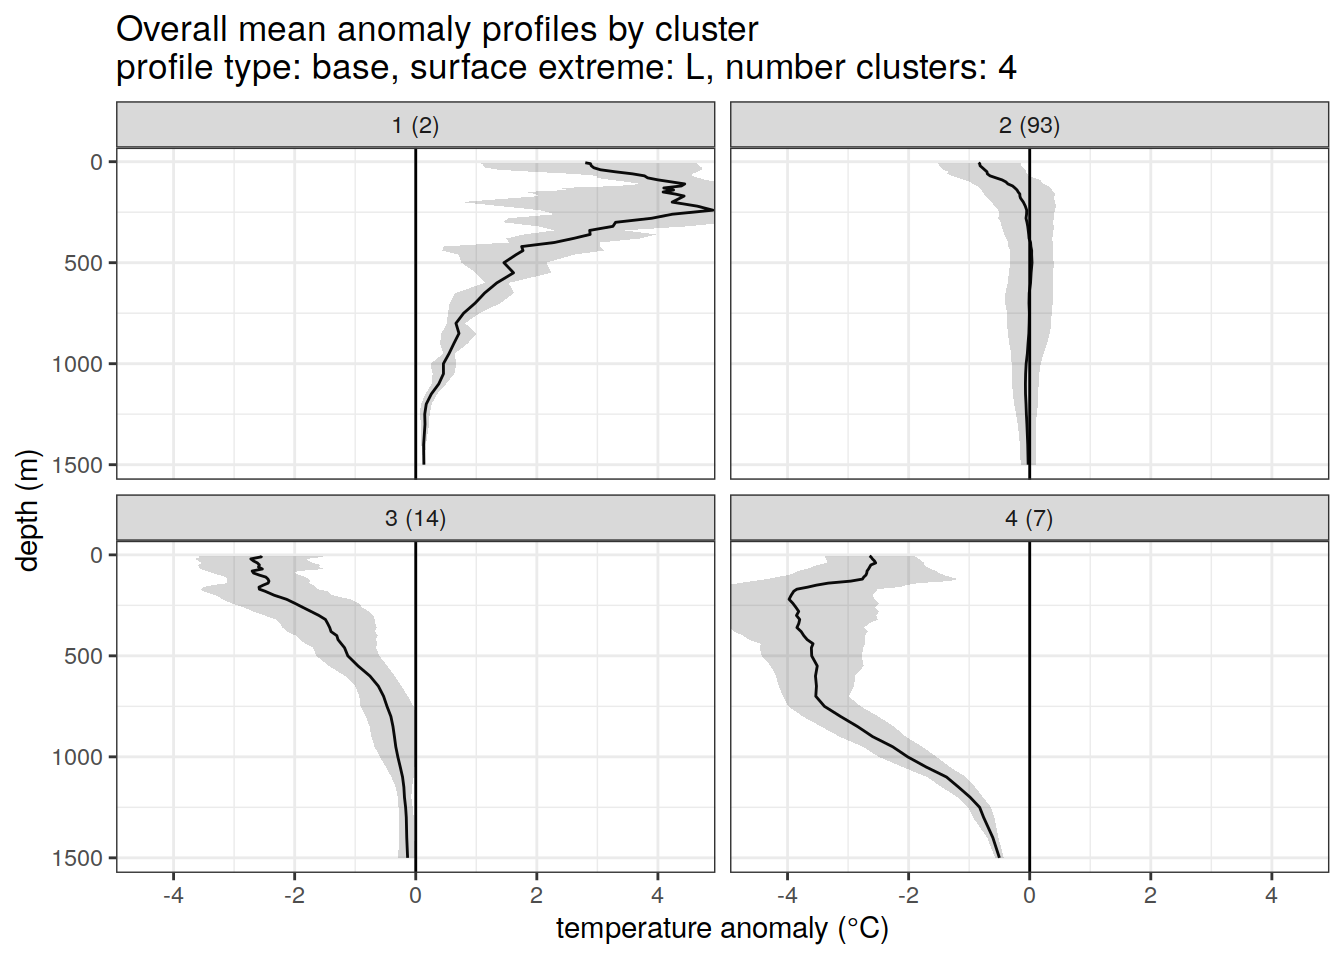 Overall mean anomaly profiles by cluster
profile type: base, surface extreme: L, number clusters: 4
1 (2)
2 (93)
0
500
1000
1500
3 (14)
4 (7)
0
500
1000
1500
depth (m)
-4 -2 0 2 4
-4 -2 0 2 4
temperature anomaly (°C)